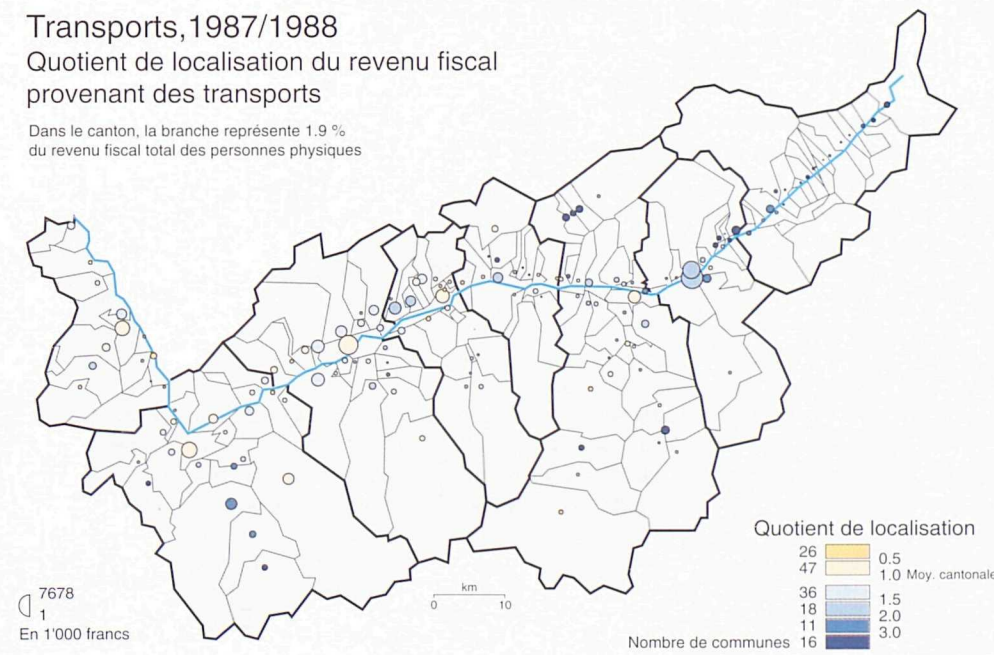 Transports,1987/1988
Quotient de localisation du revenu fiscal
provenant des transports
Dans le canton, la branche représente 1.9 %
du revenu fiscal total des personnes physiques
7678
1
En 1'000 francs
km
0 10
Quotient de localisation
26
0.5
47
1.0 Moy. cantonale
36
1.5
18
2.0
11
3.0
Nombre de communes 16